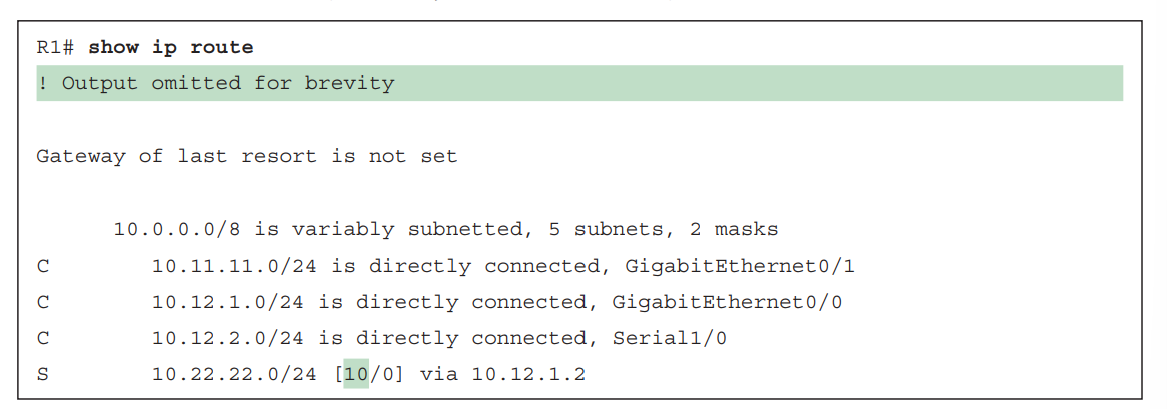 R1# show ip route
! Output omitted for brevity
Gateway of last resort is not set
10.0.0.0/8 is variably subnetted, 5 subnets, 2 masks
C 10.11.11.0/24 is directly connected, GigabitEthernet0/1
C 10.12.1.0/24 is directly connected, GigabitEthernet0/0
C 10.12.2.0/24 is directly connected, Serial1/0
S 10.22.22.0/24 [10/0] via 10.12.1.2